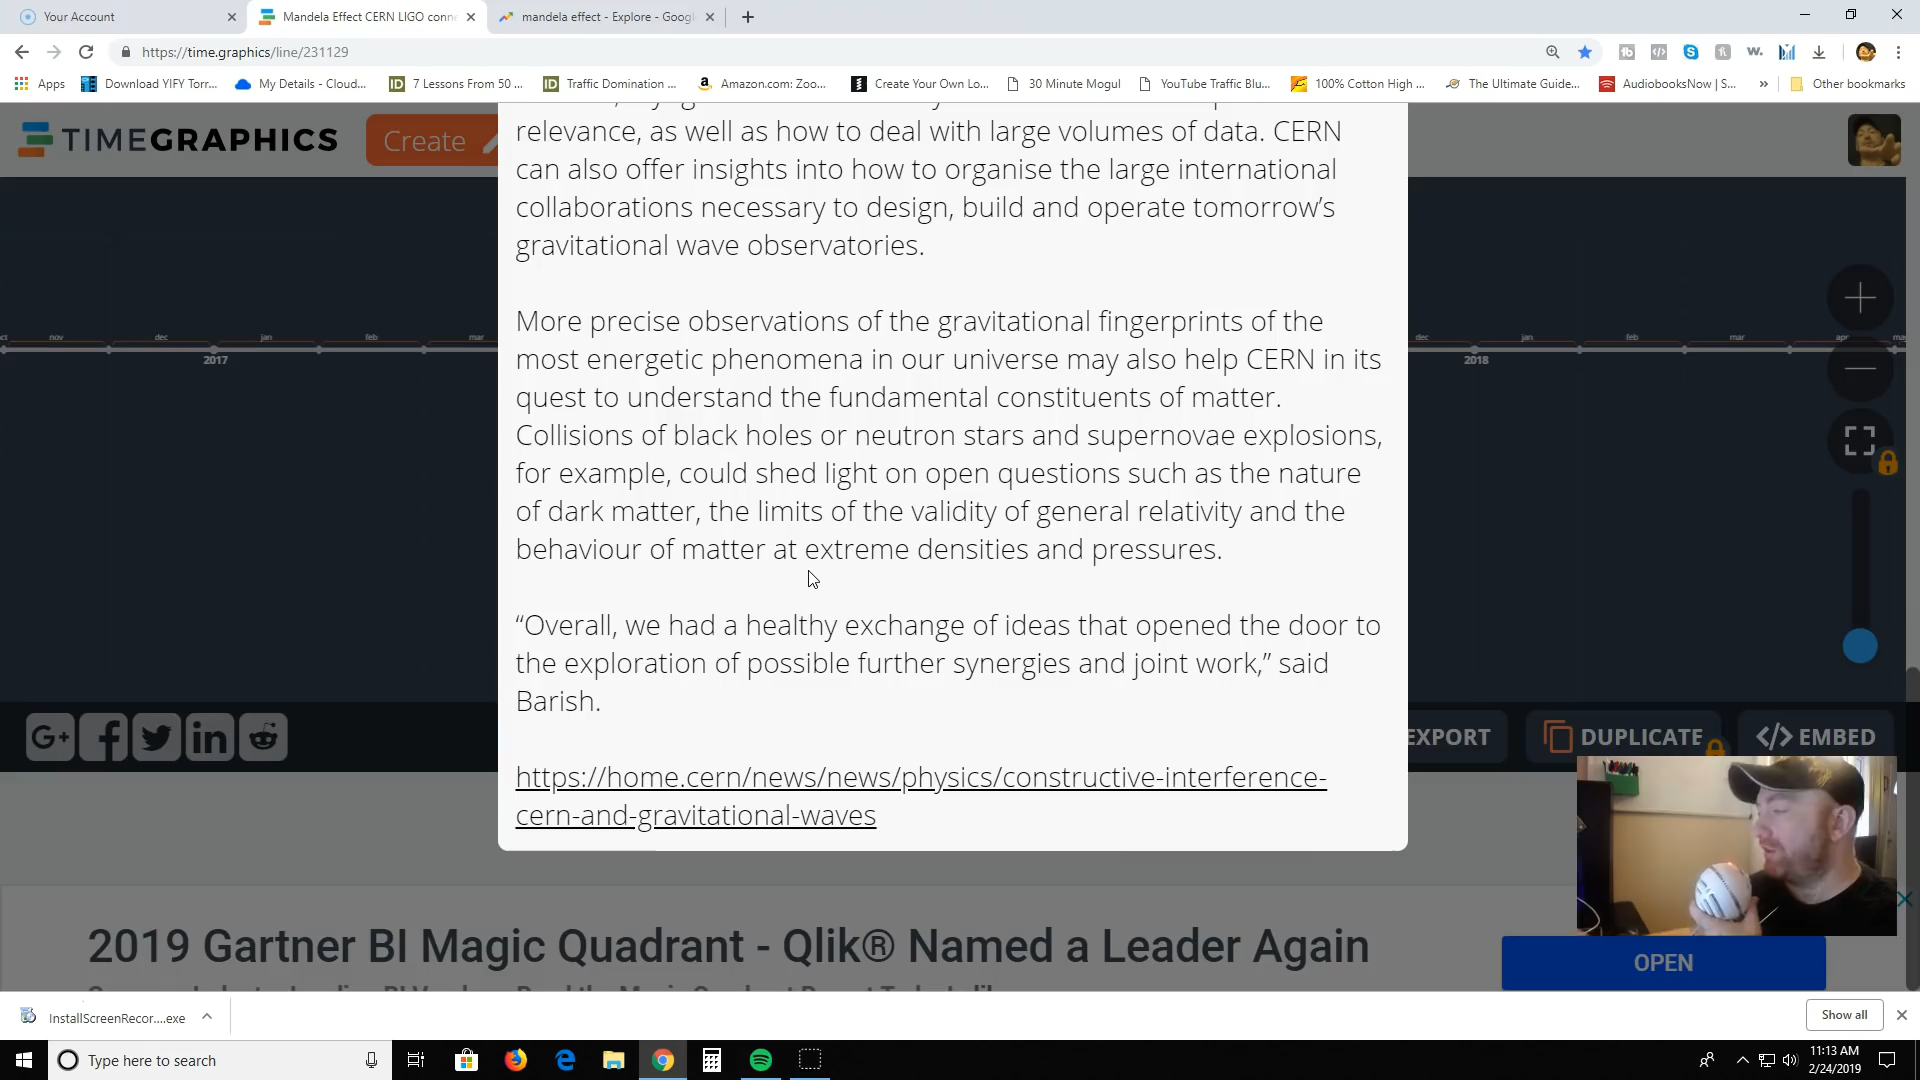 Your Account
Mandela Effect CERN LIGO conne
mandela effect - Explore - Googl
https://time.graphics/line/231129
Apps
Download YIFY Torr...
My Details - Cloud...
7 Lessons From 50 ...
Traffic Domination ...
Amazon.com: Zoo...
Create Your Own Lo...
30 Minute Mogul
YouTube Traffic Blu...
100% Cotton High ...
The Ultimate Guide...
AudiobooksNow | S...
Other bookmarks
TIMEGRAPHICS
Create
relevance, as well as how to deal with large volumes of data. CERN
can also offer insights into how to organise the large international
collaborations necessary to design, build and operate tomorrow’s
gravitational wave observatories.
More precise observations of the gravitational fingerprints of the
most energetic phenomena in our universe may also help CERN in its
quest to understand the fundamental constituents of matter.
Collisions of black holes or neutron stars and supernovae explosions,
for example, could shed light on open questions such as the nature
of dark matter, the limits of the validity of general relativity and the
behaviour of matter at extreme densities and pressures.
“Overall, we had a healthy exchange of ideas that opened the door to
the exploration of possible further synergies and joint work,” said
Barish.
https://home.cern/news/news/physics/constructive-interference-
cern-and-gravitational-waves
nov dec jan feb mar
2017
dec jan feb mar apr
2018
EXPORT
DUPLICATE
EMBED
2019 Gartner BI Magic Quadrant - Qlik® Named a Leader Again
OPEN
InstallScreenRecor....exe
Show all
Type here to search
11:13 AM
2/24/2019